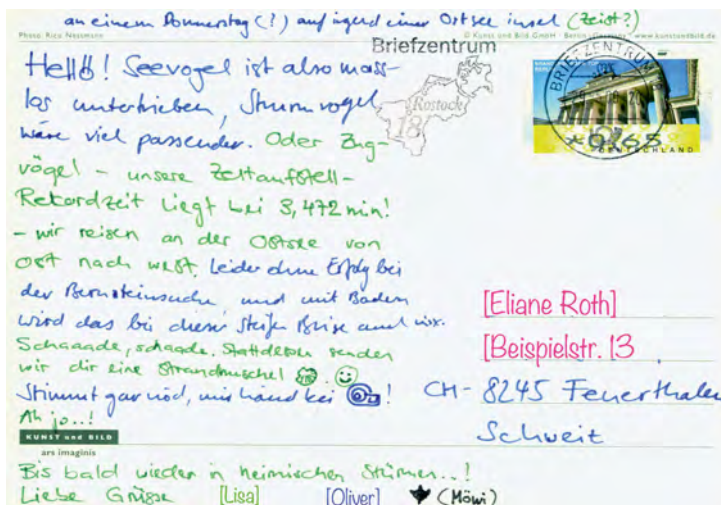 an einem Donnerstag (?) auf irgend einer Ostsee insel (Zeist?)
Photo: Rico Nessmann
© Kunst und Bild GmbH · Berlin · Germany · www.kunstundbild.de
Briefzentrum
Rostock
18
BRIEFZENTRUM
0,65
DEUTSCHLAND
Hellö! Seevogel ist also mass-
los untertrieben, Sturmvogel
wäre viel passender. Oder Zug-
vögel - unsere Zeltaufstell-
Rekordzeit liegt bei 3,472 min!
- wir reisen an der Ostsee von
Ost nach West. Leider ohne Erfolg bei
der Bernsteinsuche und mit Baden
wird das bei dieser steifen Brise auch nix.
Schaaade, schaade. Stattdessen senden
wir dir eine Strandmuschel
Stimmt gar nöd, mir händ kei !
Ah jo..!
KUNST und BILD
ars imaginis
Bis bald wieder in heimischen Stürmen..!
Liebe Grüsse [Lisa] [Oliver] (Möwi)
[Eliane Roth]
[Beispielstr. 13
CH- 8245 Feuerthalen
Schweiz